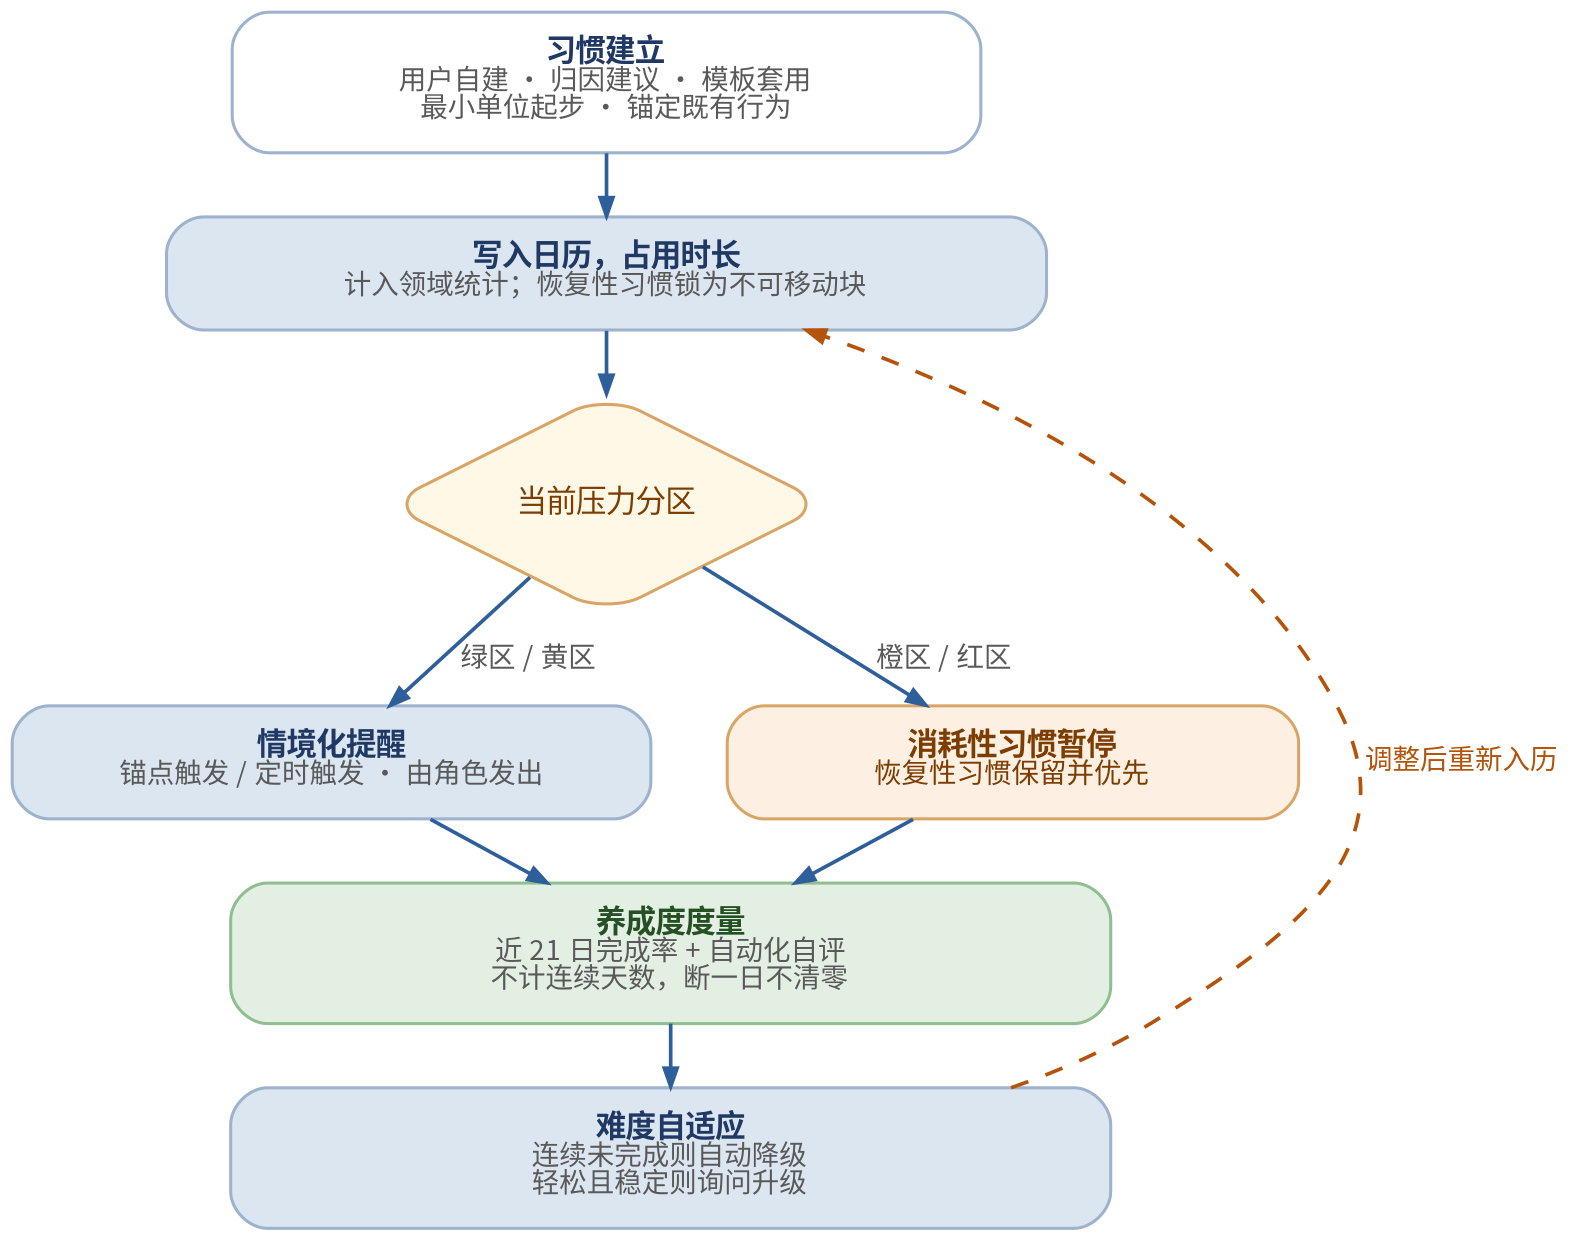 习惯建立
用户自建 · 归因建议 · 模板套用
最小单位起步 · 锚定既有行为
写入日历，占用时长
计入领域统计；恢复性习惯锁为不可移动块
当前压力分区
绿区 / 黄区
橙区 / 红区
情境化提醒
锚点触发 / 定时触发 · 由角色发出
消耗性习惯暂停
恢复性习惯保留并优先
调整后重新入历
养成度度量
近 21 日完成率 + 自动化自评
不计连续天数，断一日不清零
难度自适应
连续未完成则自动降级
轻松且稳定则询问升级